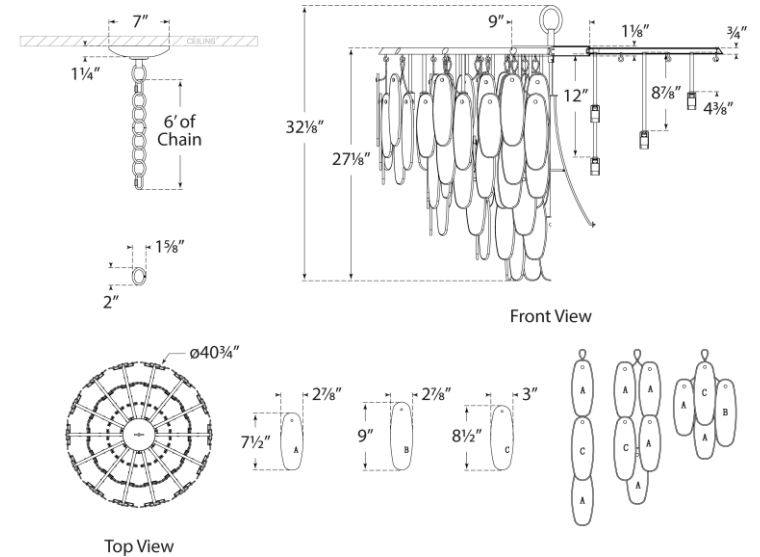 7″
CEILING
1¼″
6′ of
Chain
1⅝″
2″
32⅛″
27⅛″
9″
1⅛″
¾″
12″
8⅞″
4⅜″
Front View
ø40¾″
Top View
2⅞″
7½″
A
2⅞″
9″
B
3″
8½″
C
A
C
A
A
A
C
A
A
A
C
B
A